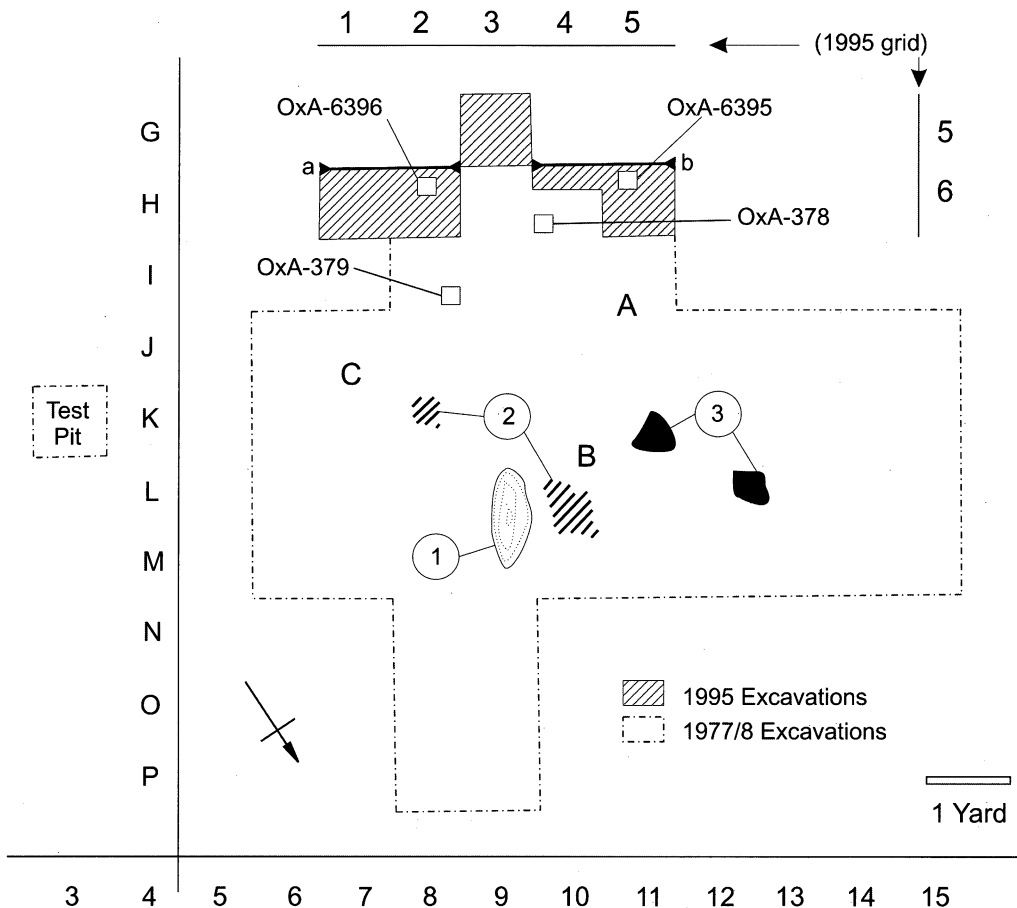 1 2 3 4 5 (1995 grid)
OxA-6396 OxA-6395
G 5
a b
H 6
OxA-378
I OxA-379
A
J
C
K
Test
Pit
2 3
B
L
1
M
N
O
1995 Excavations
1977/8 Excavations
P
1 Yard
3 4 5 6 7 8 9 10 11 12 13 14 15